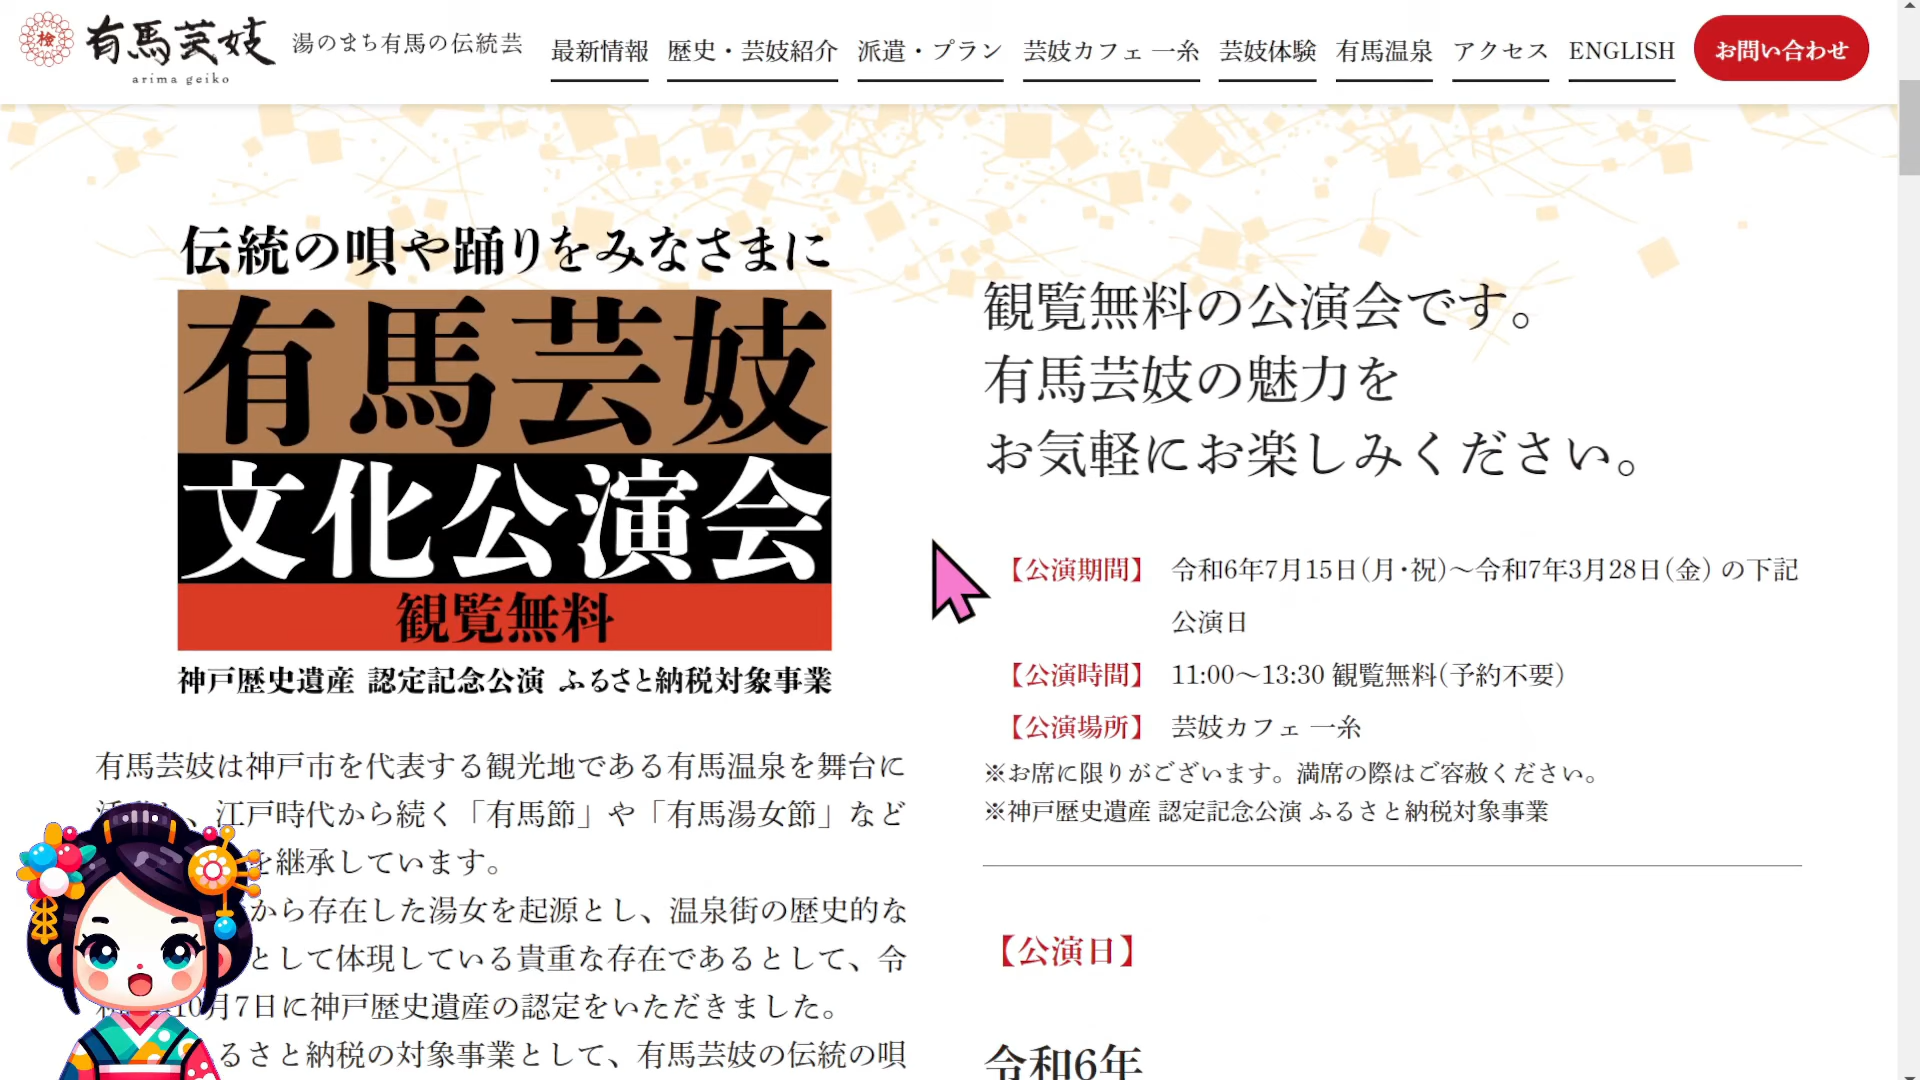 検
有馬芸妓
arima geiko
湯のまち有馬の伝統芸
最新情報
歴史・芸妓紹介
派遣・プラン
芸妓カフェ 一糸
芸妓体験
有馬温泉
アクセス
ENGLISH
お問い合わせ
伝統の唄や踊りをみなさまに
有馬芸妓
文化公演会
観覧無料
神戸歴史遺産 認定記念公演 ふるさと納税対象事業
有馬芸妓は神戸市を代表する観光地である有馬温泉を舞台に
、江戸時代から続く「有馬節」や「有馬湯女節」など
を継承しています。
から存在した湯女を起源とし、温泉街の歴史的な
として体現している貴重な存在であるとして、令
10月7日に神戸歴史遺産の認定をいただきました。
るさと納税の対象事業として、有馬芸妓の伝統の唄
観覧無料の公演会です。
有馬芸妓の魅力を
お気軽にお楽しみください。
【公演期間】 令和6年7月15日(月・祝)～令和7年3月28日(金) の下記
公演日
【公演時間】 11:00～13:30 観覧無料(予約不要)
【公演場所】 芸妓カフェ 一糸
※お席に限りがございます。満席の際はご容赦ください。
※神戸歴史遺産 認定記念公演 ふるさと納税対象事業
【公演日】
令和6年